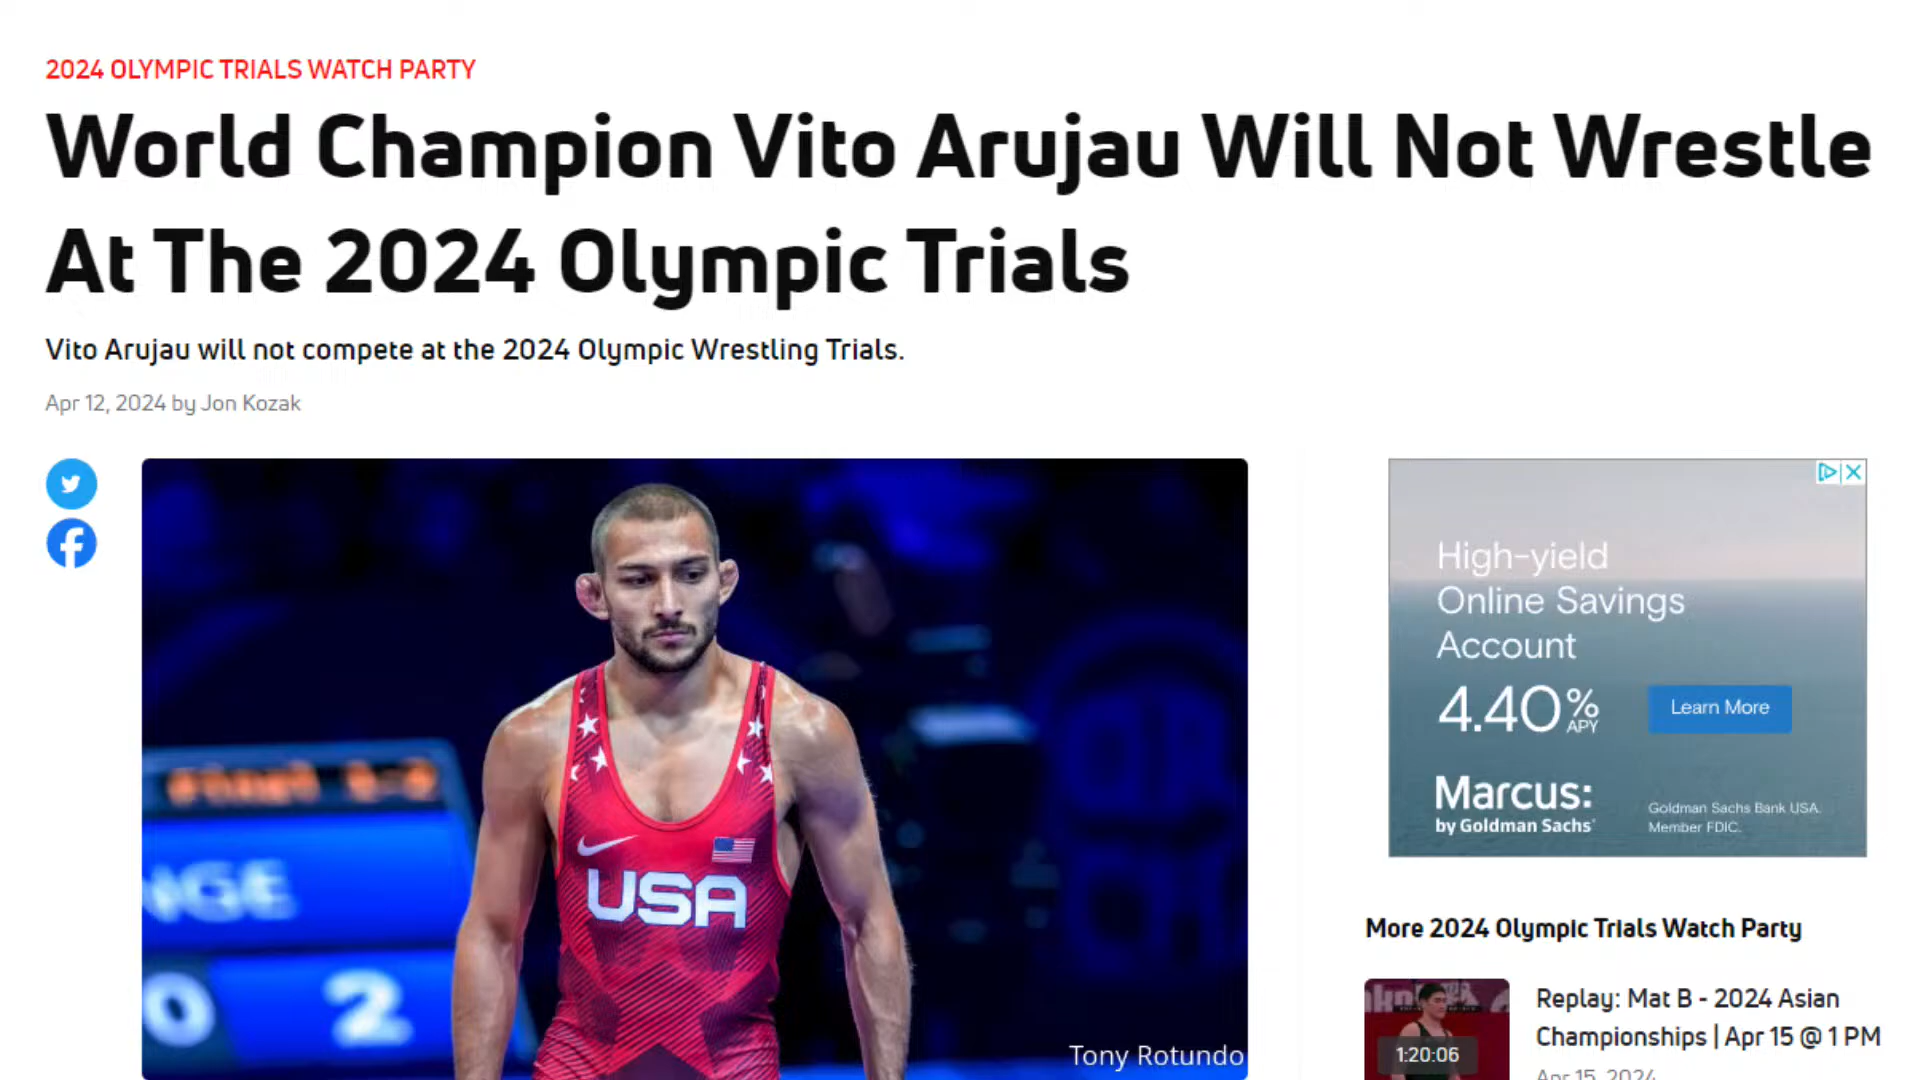 2024 OLYMPIC TRIALS WATCH PARTY
World Champion Vito Arujau Will Not Wrestle
At The 2024 Olympic Trials
Vito Arujau will not compete at the 2024 Olympic Wrestling Trials.
Apr 12, 2024 by Jon Kozak
USA
0 2
Tony Rotundo
High-yield
Online Savings
Account
4.40% APY
Learn More
Marcus:
by Goldman Sachs
Goldman Sachs Bank USA.
Member FDIC.
More 2024 Olympic Trials Watch Party
1:20:06
Replay: Mat B - 2024 Asian
Championships | Apr 15 @ 1 PM
Apr 15, 2024